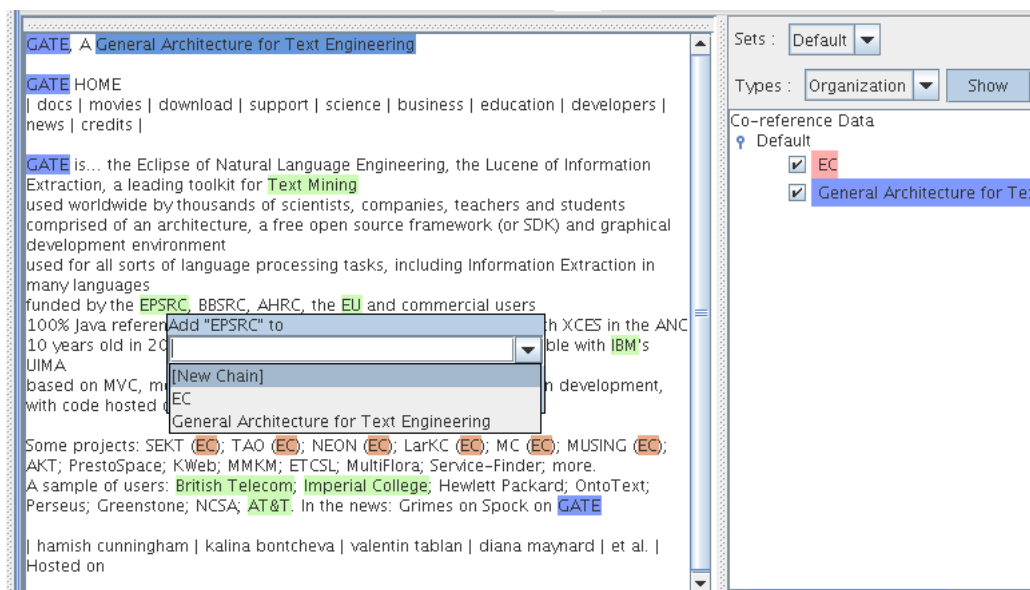 GATE, A General Architecture for Text Engineering
GATE HOME
| docs | movies | download | support | science | business | education | developers |
news | credits |
GATE is... the Eclipse of Natural Language Engineering, the Lucene of Information
Extraction, a leading toolkit for Text Mining
used worldwide by thousands of scientists, companies, teachers and students
comprised of an architecture, a free open source framework (or SDK) and graphical
development environment
used for all sorts of language processing tasks, including Information Extraction in
many languages
funded by the EPSRC, BBSRC, AHRC, the EU and commercial users
100% Java Add "EPSRC" to XCES in the ANC
10 years old in with IBM's
UIMA
[New Chain]
based on MVC, development,
EC
with code hosted
General Architecture for Text Engineering
Some projects: SEKT (EC); TAO (EC); NEON (EC); LarKC (EC); MC (EC); MUSING (EC);
AKT; PrestoSpace; KWeb; MMKM; ETCSL; MultiFlora; Service-Finder; more.
A sample of users: British Telecom; Imperial College; Hewlett Packard; OntoText;
Perseus; Greenstone; NCSA; AT&T. In the news: Grimes on Spock on GATE
| hamish cunningham | kalina bontcheva | valentin tablan | diana maynard | et al. |
Hosted on
Sets : Default
Types : Organization Show
Co-reference Data
Default
EC
General Architecture for